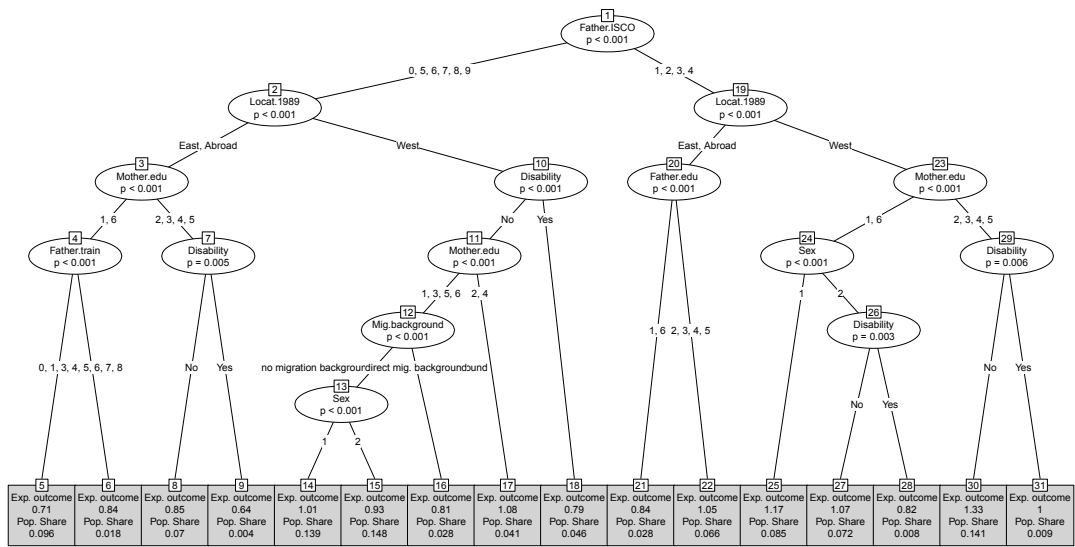 1
Father.ISCO
p < 0.001
0, 5, 6, 7, 8, 9
1, 2, 3, 4
2
Locat.1989
p < 0.001
19
Locat.1989
p < 0.001
East, Abroad
West
East, Abroad
West
3
Mother.edu
p < 0.001
10
Disability
p < 0.001
20
Father.edu
p < 0.001
23
Mother.edu
p < 0.001
1, 6
2, 3, 4, 5
No
Yes
1, 6
2, 3, 4, 5
4
Father.train
p < 0.001
7
Disability
p = 0.005
11
Mother.edu
p < 0.001
24
Sex
p < 0.001
29
Disability
p = 0.006
1, 3, 5, 6
2, 4
1
2
12
Mig.background
p < 0.001
26
Disability
p = 0.003
1, 6
2, 3, 4, 5
0, 1, 3, 4, 5, 6, 7, 8
No
Yes
no migration backgrourdirect mig. backgroundund
No
Yes
13
Sex
p < 0.001
No
Yes
1
2
5
Exp. outcome
0.71
Pop. Share
0.096
6
Exp. outcome
0.84
Pop. Share
0.018
8
Exp. outcome
0.85
Pop. Share
0.07
9
Exp. outcome
0.64
Pop. Share
0.004
14
Exp. outcome
1.01
Pop. Share
0.139
15
Exp. outcome
0.93
Pop. Share
0.148
16
Exp. outcome
0.81
Pop. Share
0.028
17
Exp. outcome
1.08
Pop. Share
0.041
18
Exp. outcome
0.79
Pop. Share
0.046
21
Exp. outcome
0.84
Pop. Share
0.028
22
Exp. outcome
1.05
Pop. Share
0.066
25
Exp. outcome
1.17
Pop. Share
0.085
27
Exp. outcome
1.07
Pop. Share
0.072
28
Exp. outcome
0.82
Pop. Share
0.008
30
Exp. outcome
1.33
Pop. Share
0.141
31
Exp. outcome
1
Pop. Share
0.009